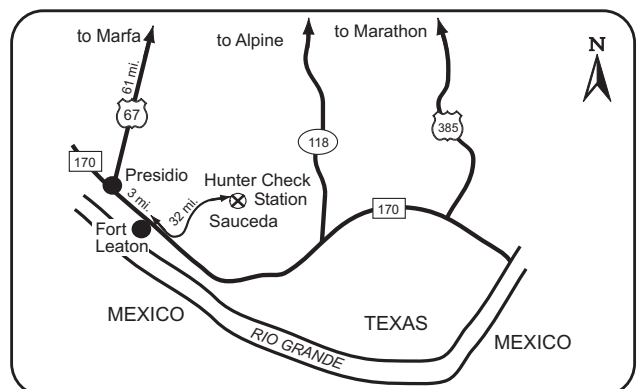 to Marfa
to Alpine
to Marathon
N
61 mi.
67
118
385
170
Presidio
3 mi.
32 mi.
Hunter Check
Station
Sauceda
170
Fort
Leaton
MEXICO
RIO GRANDE
TEXAS
MEXICO